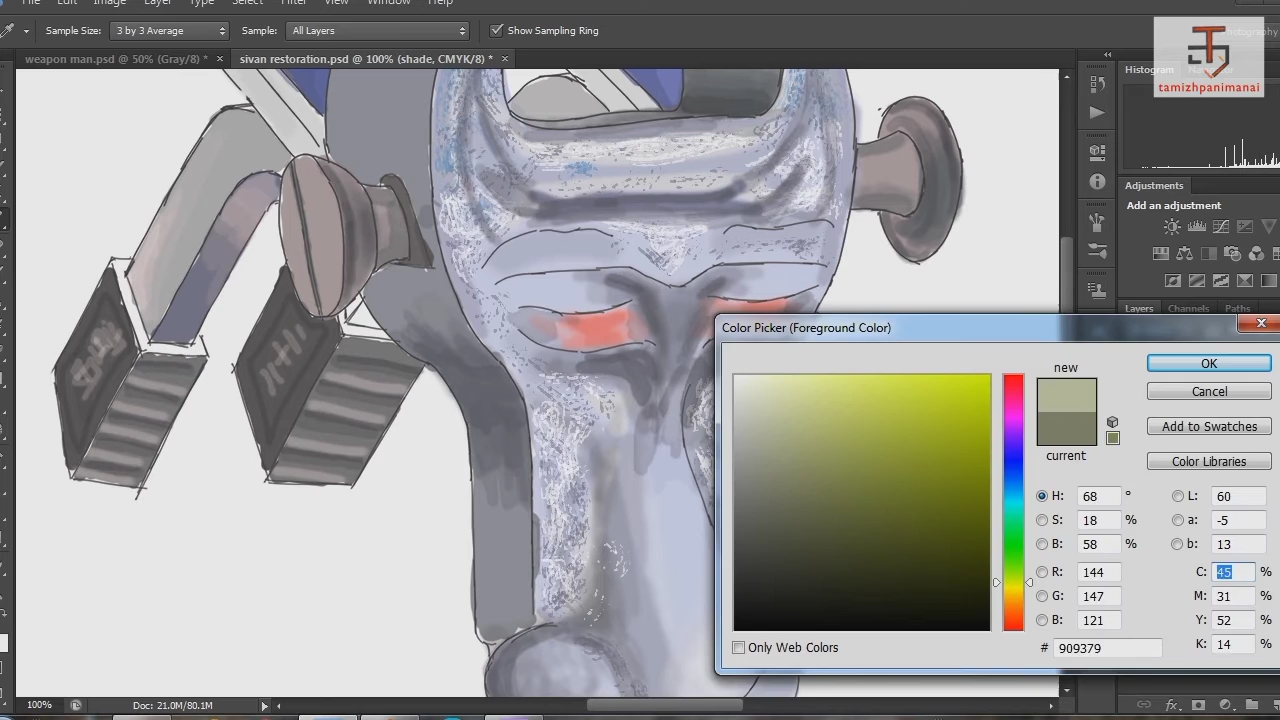 File Edit Image Layer Type Select Filter View Window Help
Sample Size: 3 by 3 Average Sample: All Layers Show Sampling Ring
weapon man.psd @ 50% (Gray/8) * ×
sivan restoration.psd @ 100% (shade, CMYK/8) * ×
Histogram
tamizhpanimanai
Adjustments
Add an adjustment
Layers Channels Paths
Color Picker (Foreground Color)
new
current
OK
Cancel
Add to Swatches
Color Libraries
H: 68 °
S: 18 %
B: 58 %
R: 144
G: 147
B: 121
L: 60
a: -5
b: 13
C: 45 %
M: 31 %
Y: 52 %
K: 14 %
Only Web Colors
# 909379
100% Doc: 21.0M/80.1M
fx